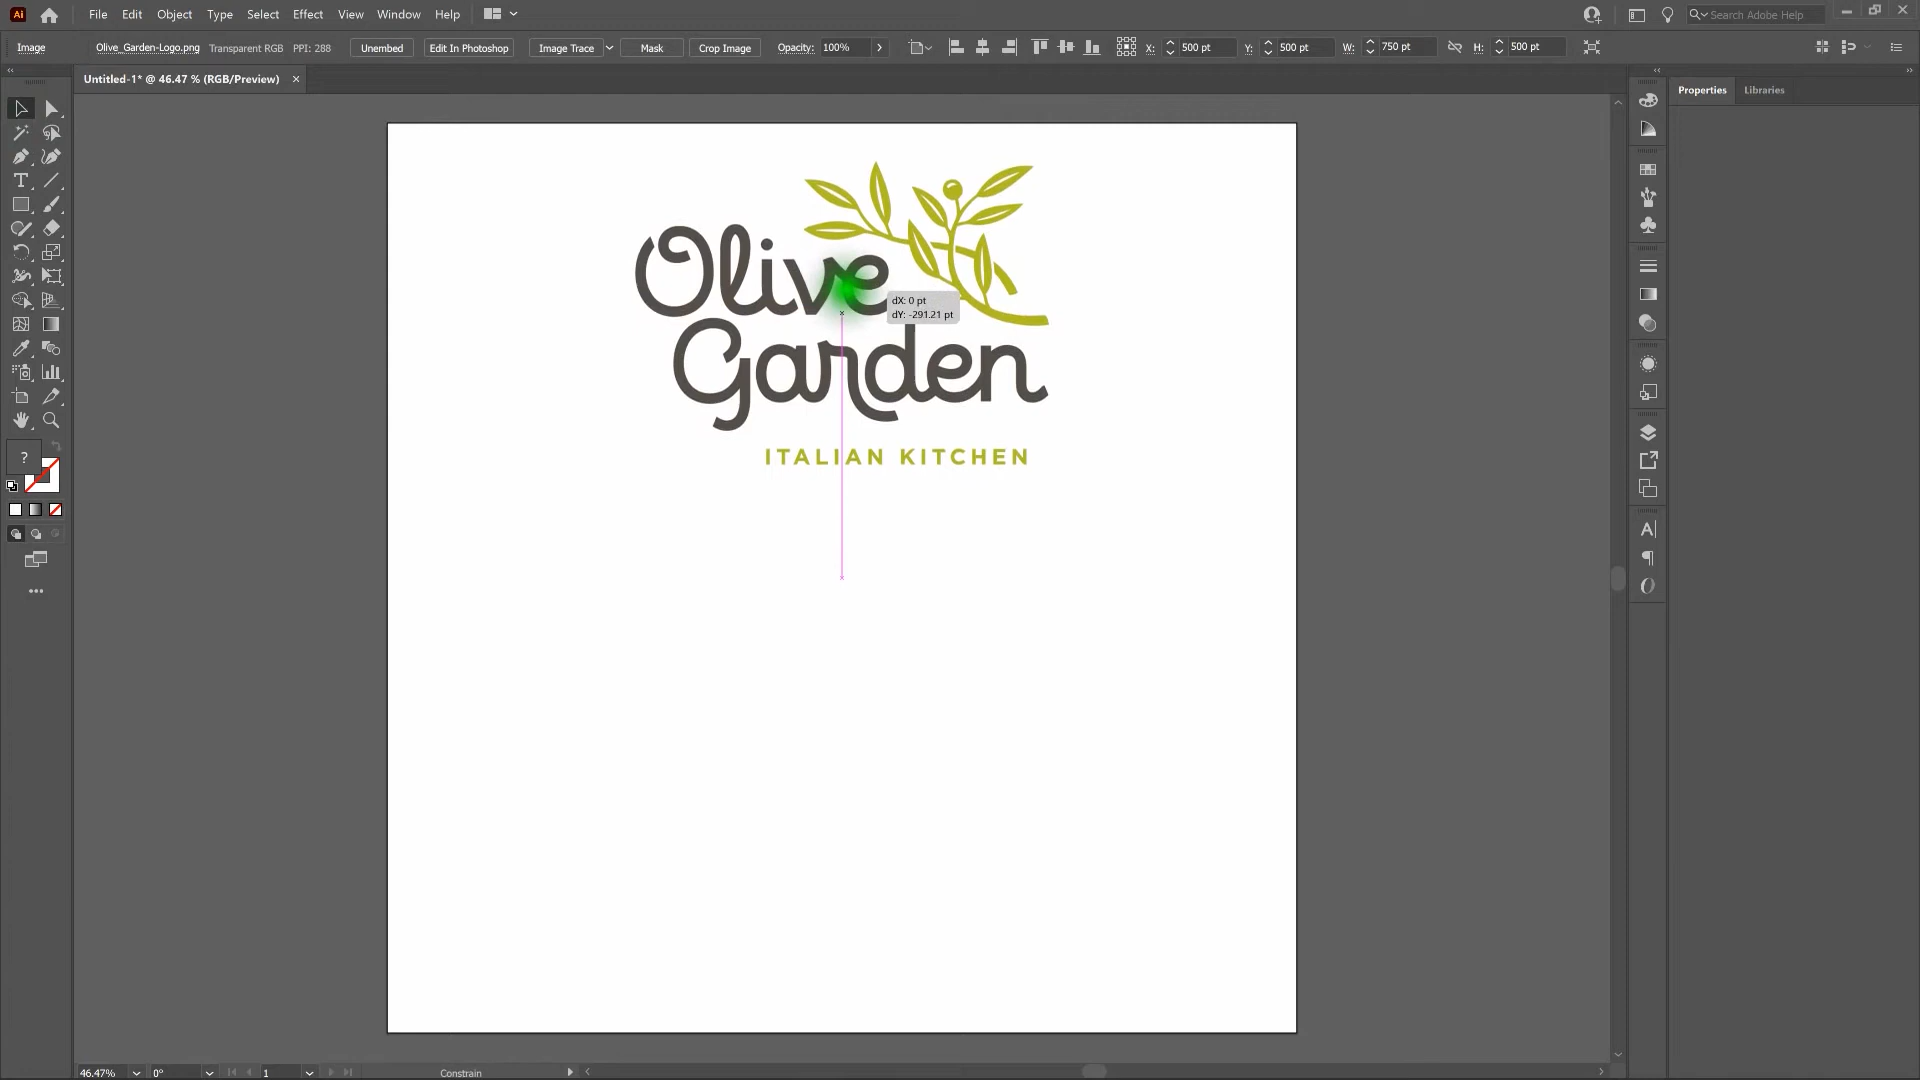 Ai File Edit Object Type Select Effect View Window Help Search Adobe Help
Image Olive_Garden-Logo.png Transparent RGB PPI: 288 Unembed Edit In Photoshop Image Trace Mask Crop Image Opacity: 100% X: 500 pt Y: 500 pt W: 750 pt H: 500 pt
Untitled-1* @ 46.47 % (RGB/Preview) ×
Properties Libraries
Olive
dX: 0 pt
dY: -291.21 pt
Garden
ITALIAN KITCHEN
?
46.47% 0° 1 Constrain